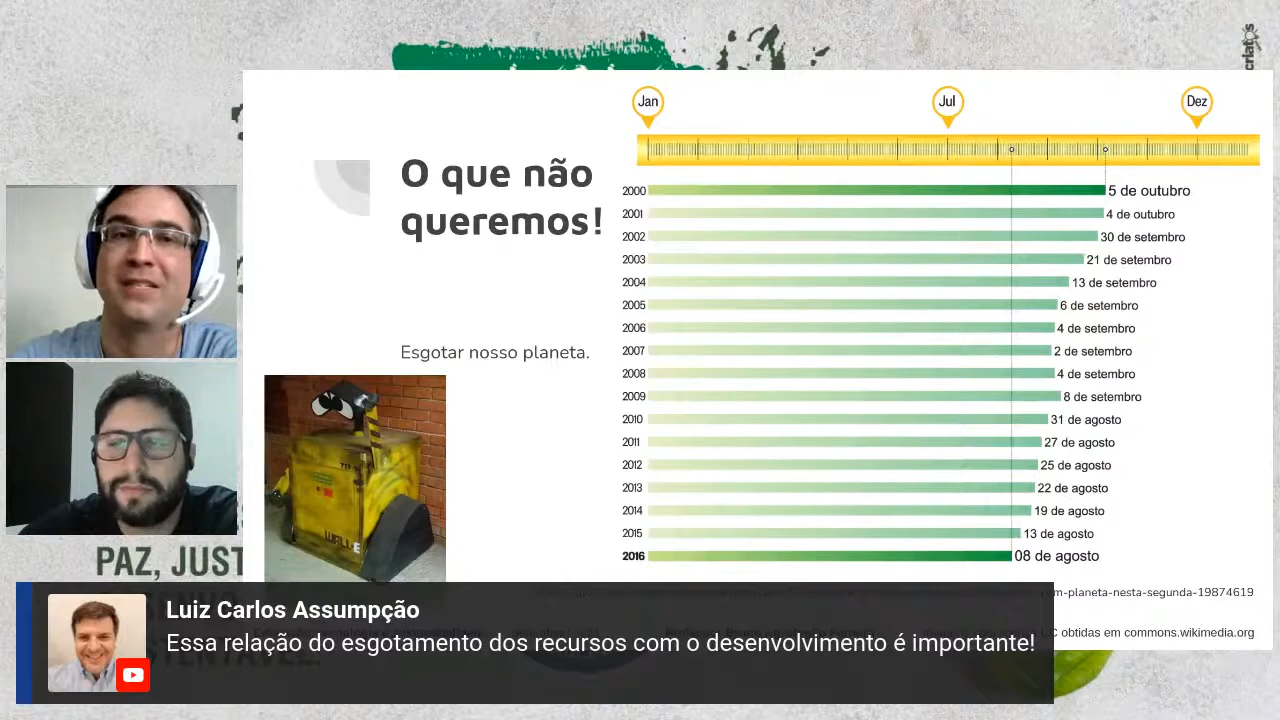 criatos
Jan
Jul
Dez
O que não
queremos!
Esgotar nosso planeta.
2000 5 de outubro
2001 4 de outubro
2002 30 de setembro
2003 21 de setembro
2004 13 de setembro
2005 6 de setembro
2006 4 de setembro
2007 2 de setembro
2008 4 de setembro
2009 8 de setembro
2010 31 de agosto
2011 27 de agosto
2012 25 de agosto
2013 22 de agosto
2014 19 de agosto
2015 13 de agosto
2016 08 de agosto
WALL·E
PAZ, JUST
m-planeta-nesta-segunda-19874619
CC obtidas em commons.wikimedia.org
Luiz Carlos Assumpção
Essa relação do esgotamento dos recursos com o desenvolvimento é importante!